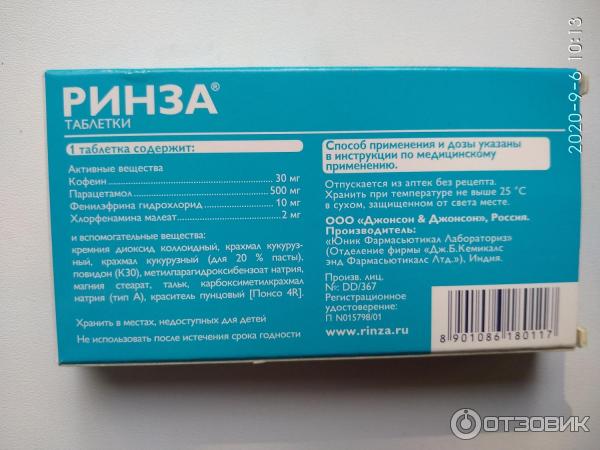 РИНЗА®
ТАБЛЕТКИ
1 таблетка содержит:
Активные вещества
Кофеин 30 мг
Парацетамол 500 мг
Фенилэфрина гидрохлорид 10 мг
Хлорфенамина малеат 2 мг
и вспомогательные вещества:
кремния диоксид коллоидный, крахмал кукуруз-
ный, крахмал кукурузный (для 20 % пасты),
повидон (К30), метилпарагидроксибензоат натрия,
магния стеарат, тальк, карбоксиметилкрахмал
натрия (тип А), краситель пунцовый [Понсо 4R].
Хранить в местах, недоступных для детей
Не использовать после истечения срока годности
Способ применения и дозы указаны
в инструкции по медицинскому
применению.
Отпускается из аптек без рецепта.
Хранить при температуре не выше 25 °С
в сухом, защищенном от света месте.
ООО «Джонсон & Джонсон», Россия.
Производитель:
«Юник Фармасьютикал Лабораториз»
(Отделение фирмы «Дж.Б.Кемикалс
энд Фармасьютикалс Лтд.»), Индия.
Произв. лиц.
№: DD/367
Регистрационное
удостоверение:
П N015798/01
www.rinza.ru
8 901086 180117
2020-9-6 10:13
ОТЗОВИК